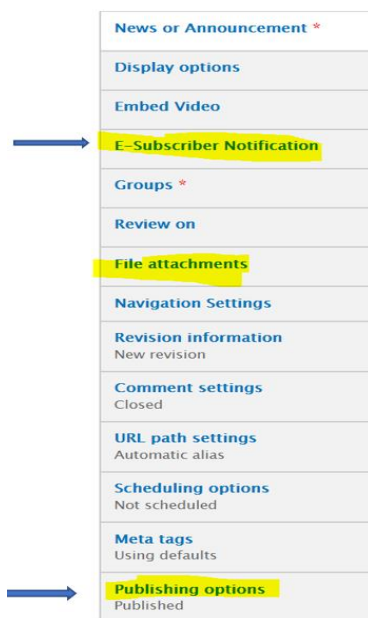 News or Announcement *
Display options
Embed Video
E-Subscriber Notification
Groups *
Review on
File attachments
Navigation Settings
Revision information
New revision
Comment settings
Closed
URL path settings
Automatic alias
Scheduling options
Not scheduled
Meta tags
Using defaults
Publishing options
Published